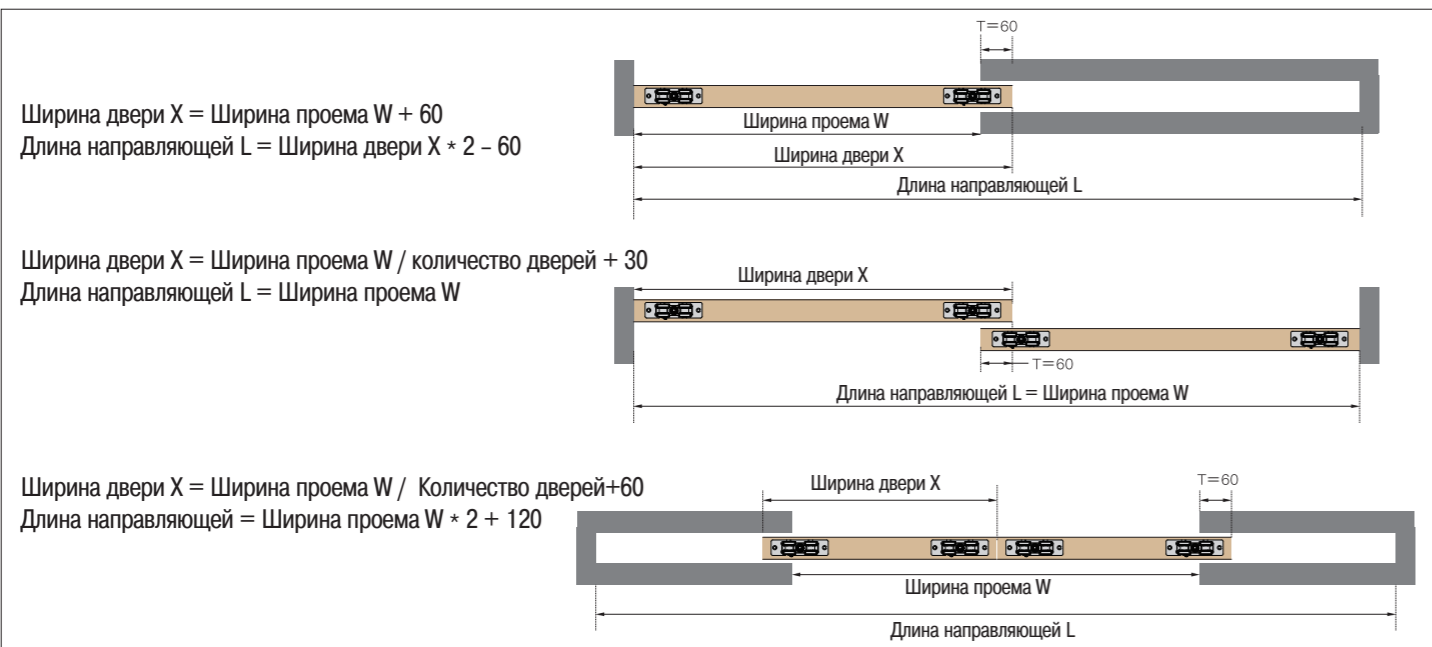 T=60
Ширина двери X = Ширина проема W + 60
Длина направляющей L = Ширина двери X * 2 – 60
Ширина проема W
Ширина двери X
Длина направляющей L
Ширина двери X = Ширина проема W / количество дверей + 30
Длина направляющей L = Ширина проема W
Ширина двери X
T=60
Длина направляющей L = Ширина проема W
Ширина двери X = Ширина проема W / Количество дверей+60
Длина направляющей = Ширина проема W * 2 + 120
Ширина двери X
T=60
Ширина проема W
Длина направляющей L